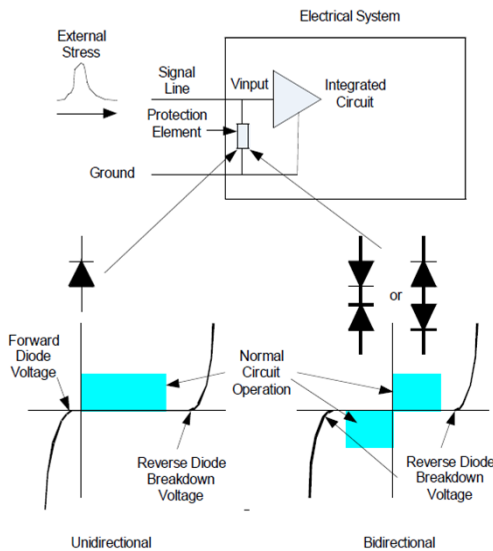 Electrical System
External
Stress
Signal
Line
Vinput
Integrated
Circuit
Protection
Element
Ground
or
Forward
Diode
Voltage
Normal
Circuit
Operation
Reverse Diode
Breakdown
Voltage
Reverse Diode
Breakdown
Voltage
Unidirectional
Bidirectional